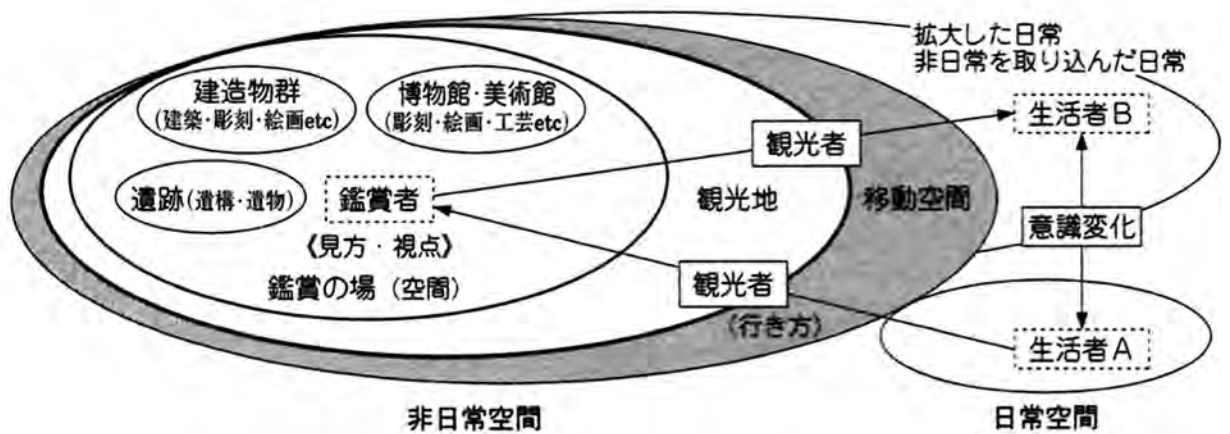 拡大した日常
非日常を取り込んだ日常
建造物群
(建築・彫刻・絵画etc)
博物館・美術館
(彫刻・絵画・工芸etc)
生活者B
観光者
遺跡(遺構・遺物)
鑑賞者
観光地
移動空間
《見方・視点》
意識変化
鑑賞の場(空間)
観光者
(行き方)
生活者A
非日常空間
日常空間